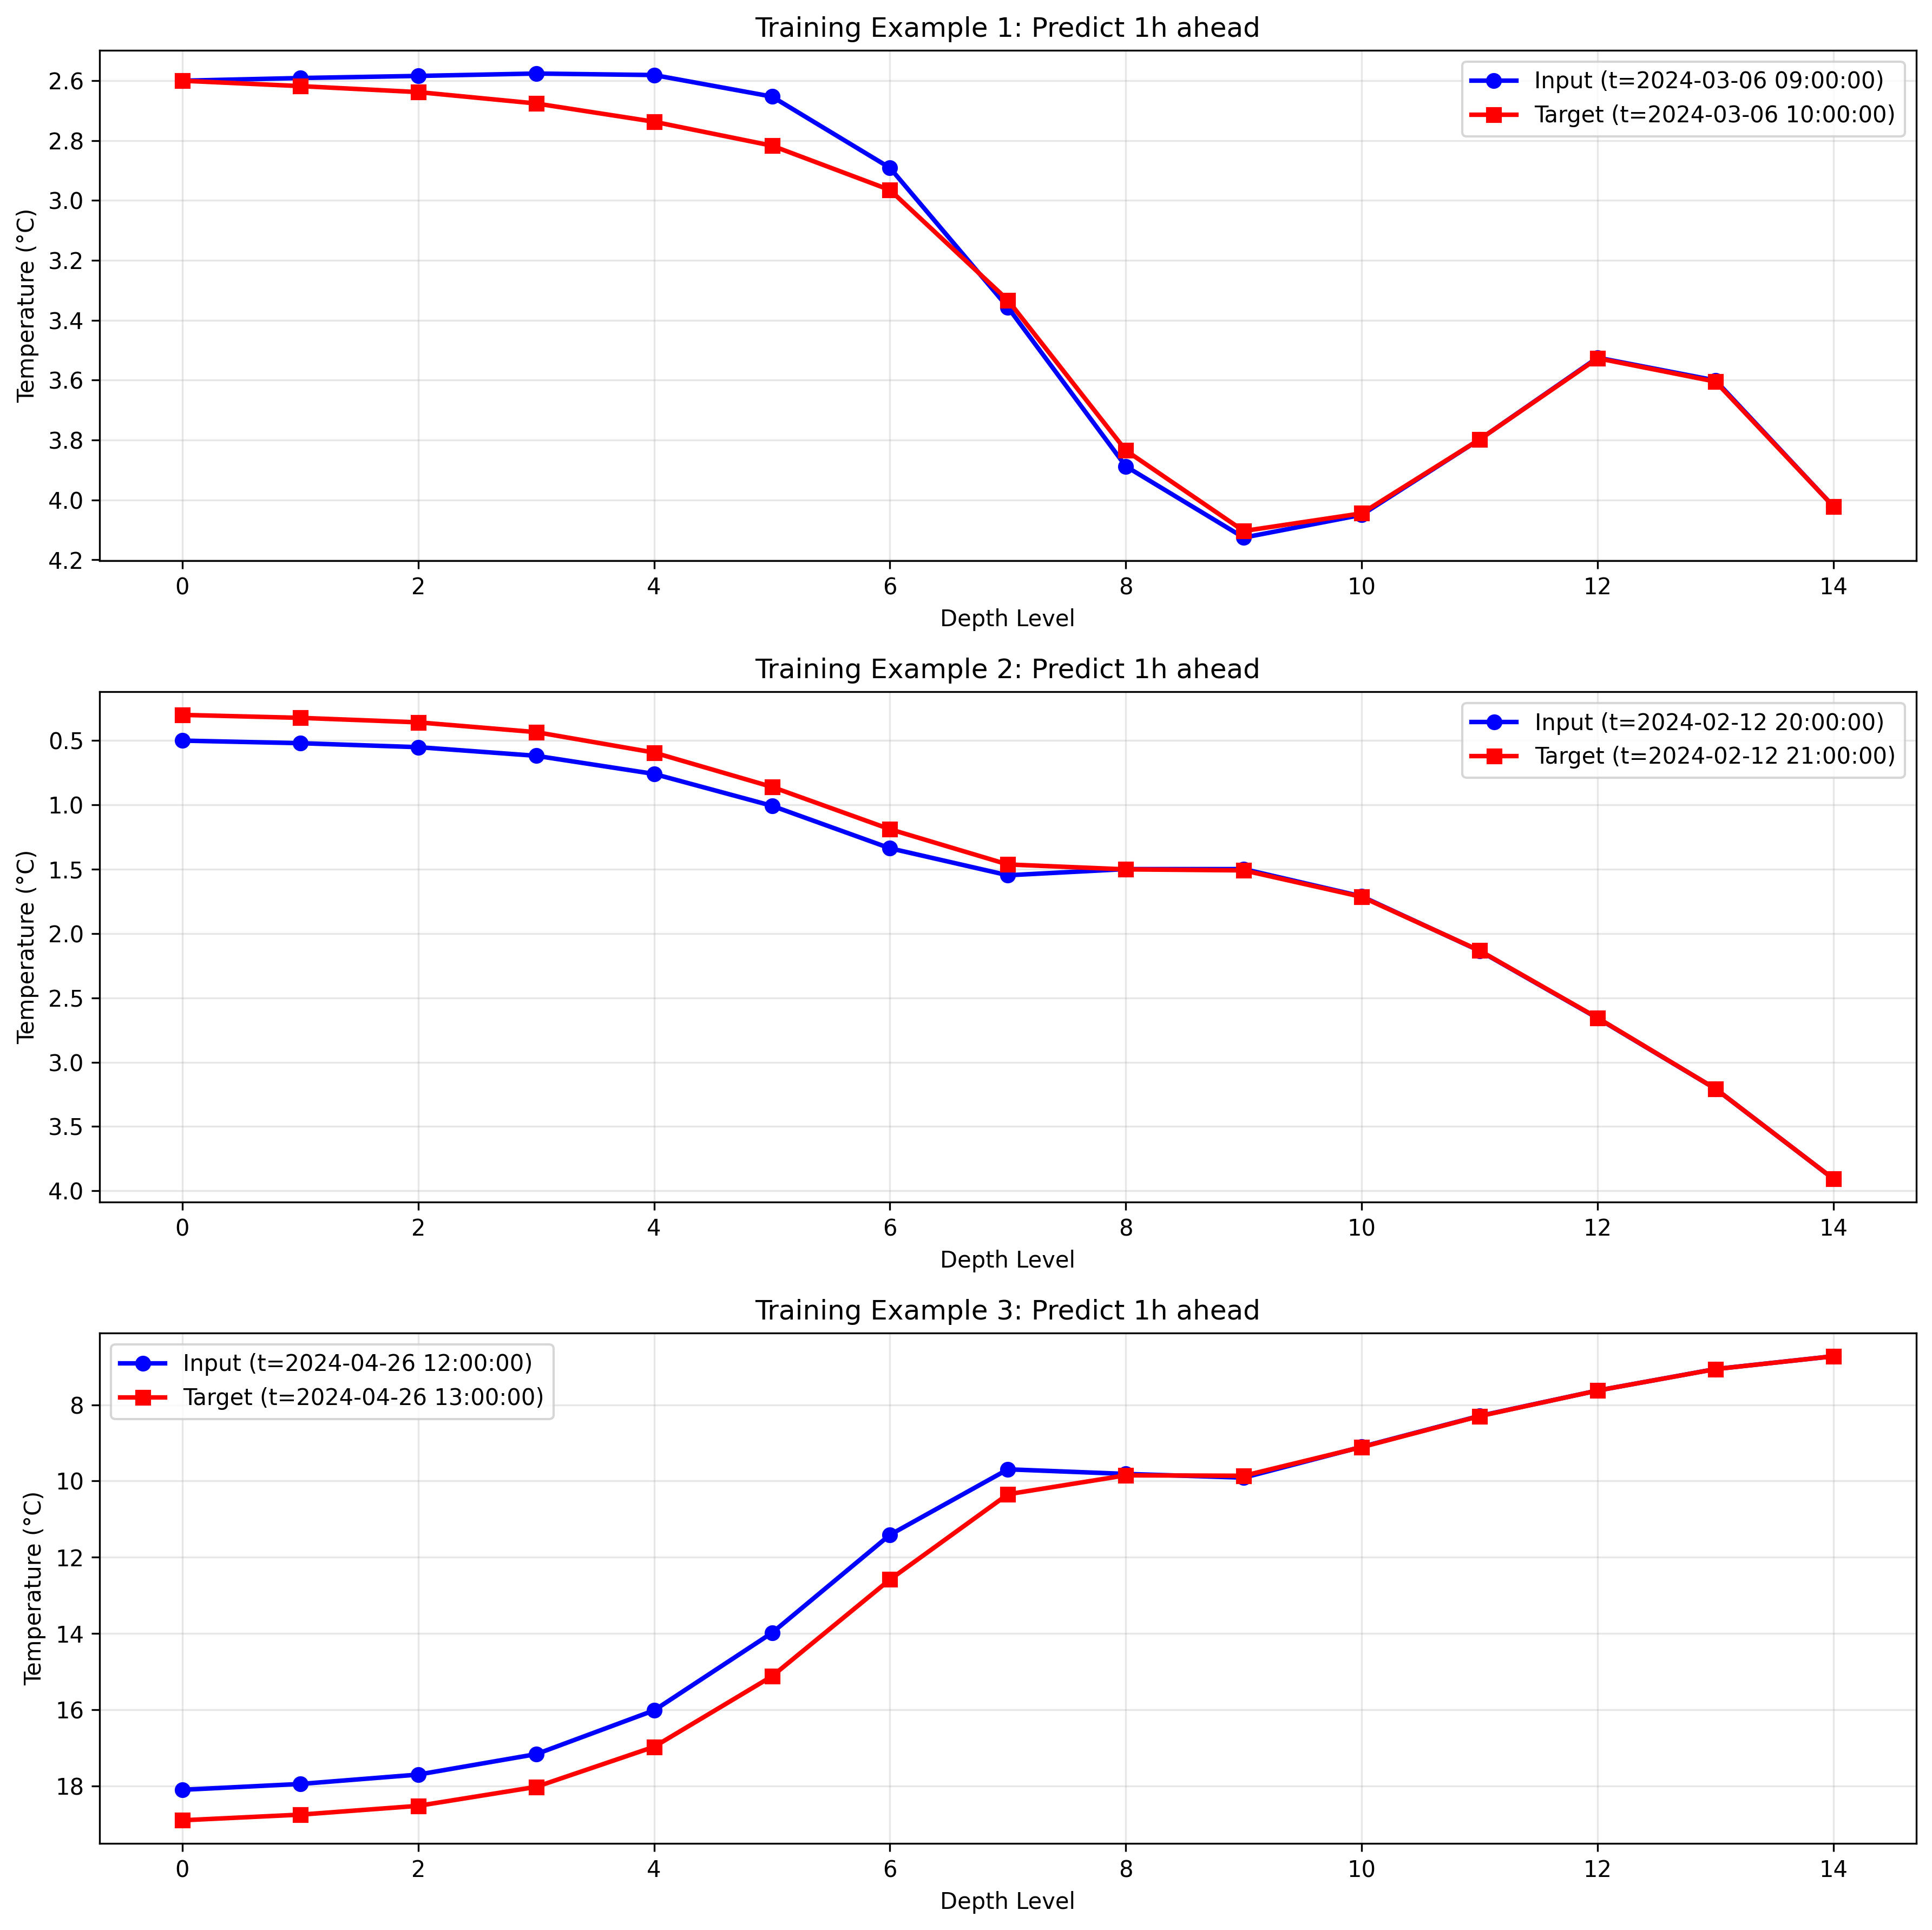 Training Example 1: Predict 1h ahead
Input (t=2024-03-06 09:00:00)
Target (t=2024-03-06 10:00:00)
Temperature (°C)
2.6
2.8
3.0
3.2
3.4
3.6
3.8
4.0
4.2
0 2 4 6 8 10 12 14
Depth Level
Training Example 2: Predict 1h ahead
Input (t=2024-02-12 20:00:00)
Target (t=2024-02-12 21:00:00)
Temperature (°C)
0.5
1.0
1.5
2.0
2.5
3.0
3.5
4.0
0 2 4 6 8 10 12 14
Depth Level
Training Example 3: Predict 1h ahead
Input (t=2024-04-26 12:00:00)
Target (t=2024-04-26 13:00:00)
Temperature (°C)
8
10
12
14
16
18
0 2 4 6 8 10 12 14
Depth Level